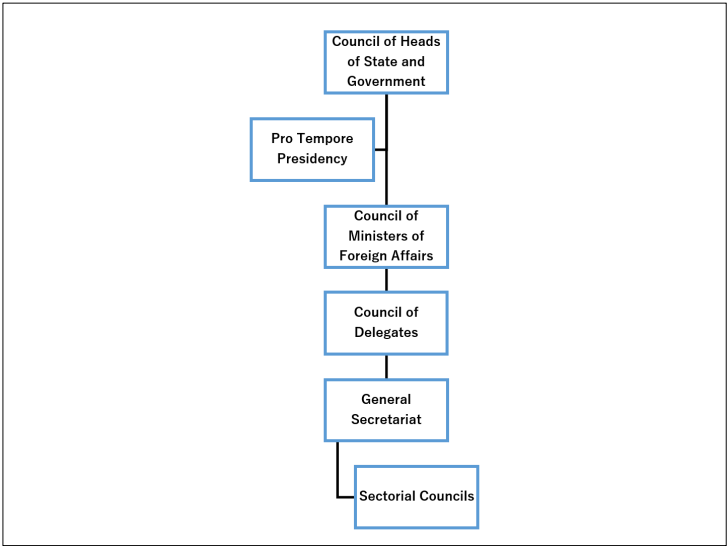 Council of Heads
of State and
Government
Pro Tempore
Presidency
Council of
Ministers of
Foreign Affairs
Council of
Delegates
General
Secretariat
Sectorial Councils